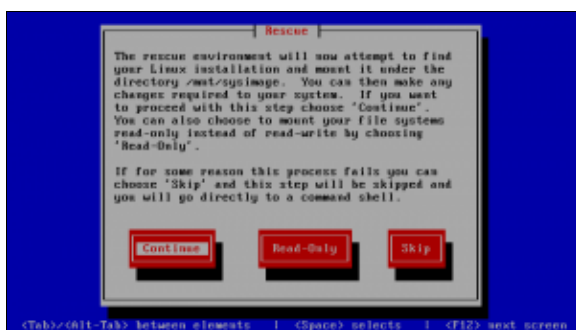 Rescue
The rescue environment will now attempt to find
your Linux installation and mount it under the
directory /mnt/sysimage. You can then make any
changes required to your system. If you want
to proceed with this step choose 'Continue'.
You can also choose to mount your file systems
read-only instead of read-write by choosing
'Read-Only'.
If for some reason this process fails you can
choose 'Skip' and this step will be skipped and
you will go directly to a command shell.
Continue Read-Only Skip
<Tab>/<Alt-Tab> between elements | <Space> selects | <F12> next screen